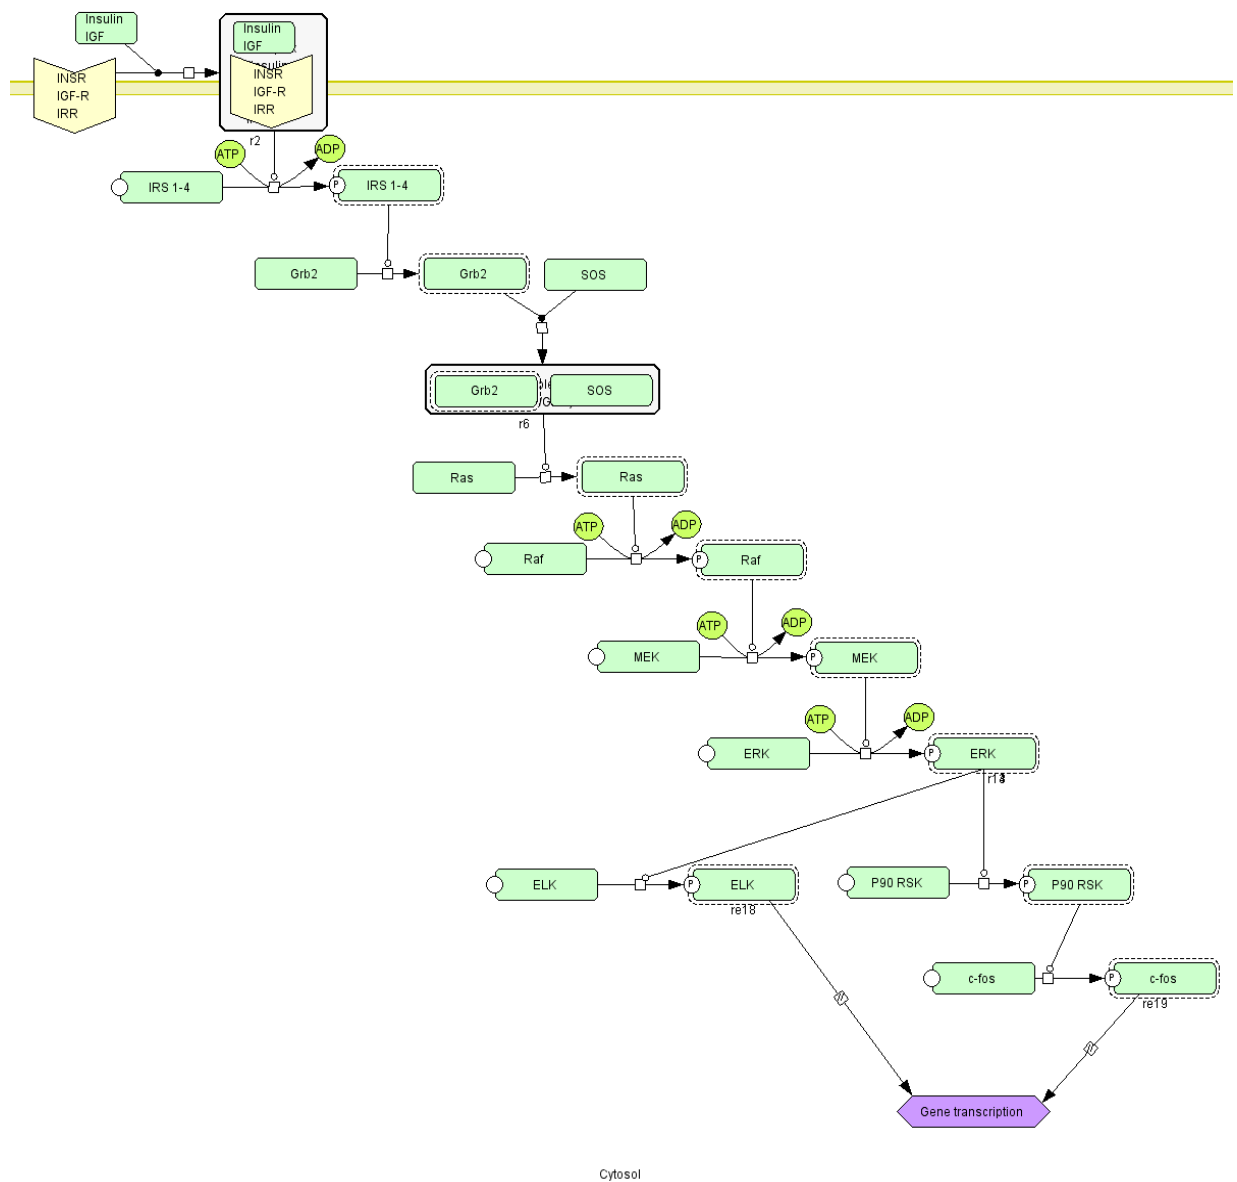 Insulin
IGF
INSR
IGF-R
IRR
Insulin
IGF
INSR
IGF-R
IRR
r2
ATP
ADP
IRS 1-4
P
IRS 1-4
Grb2
Grb2
SOS
Grb2
SOS
r6
Ras
Ras
ATP
ADP
Raf
P
Raf
ATP
ADP
MEK
P
MEK
ATP
ADP
ERK
P
ERK
ELK
P
ELK
re18
P90 RSK
P
P90 RSK
c-fos
P
c-fos
re19
Gene transcription
Cytosol